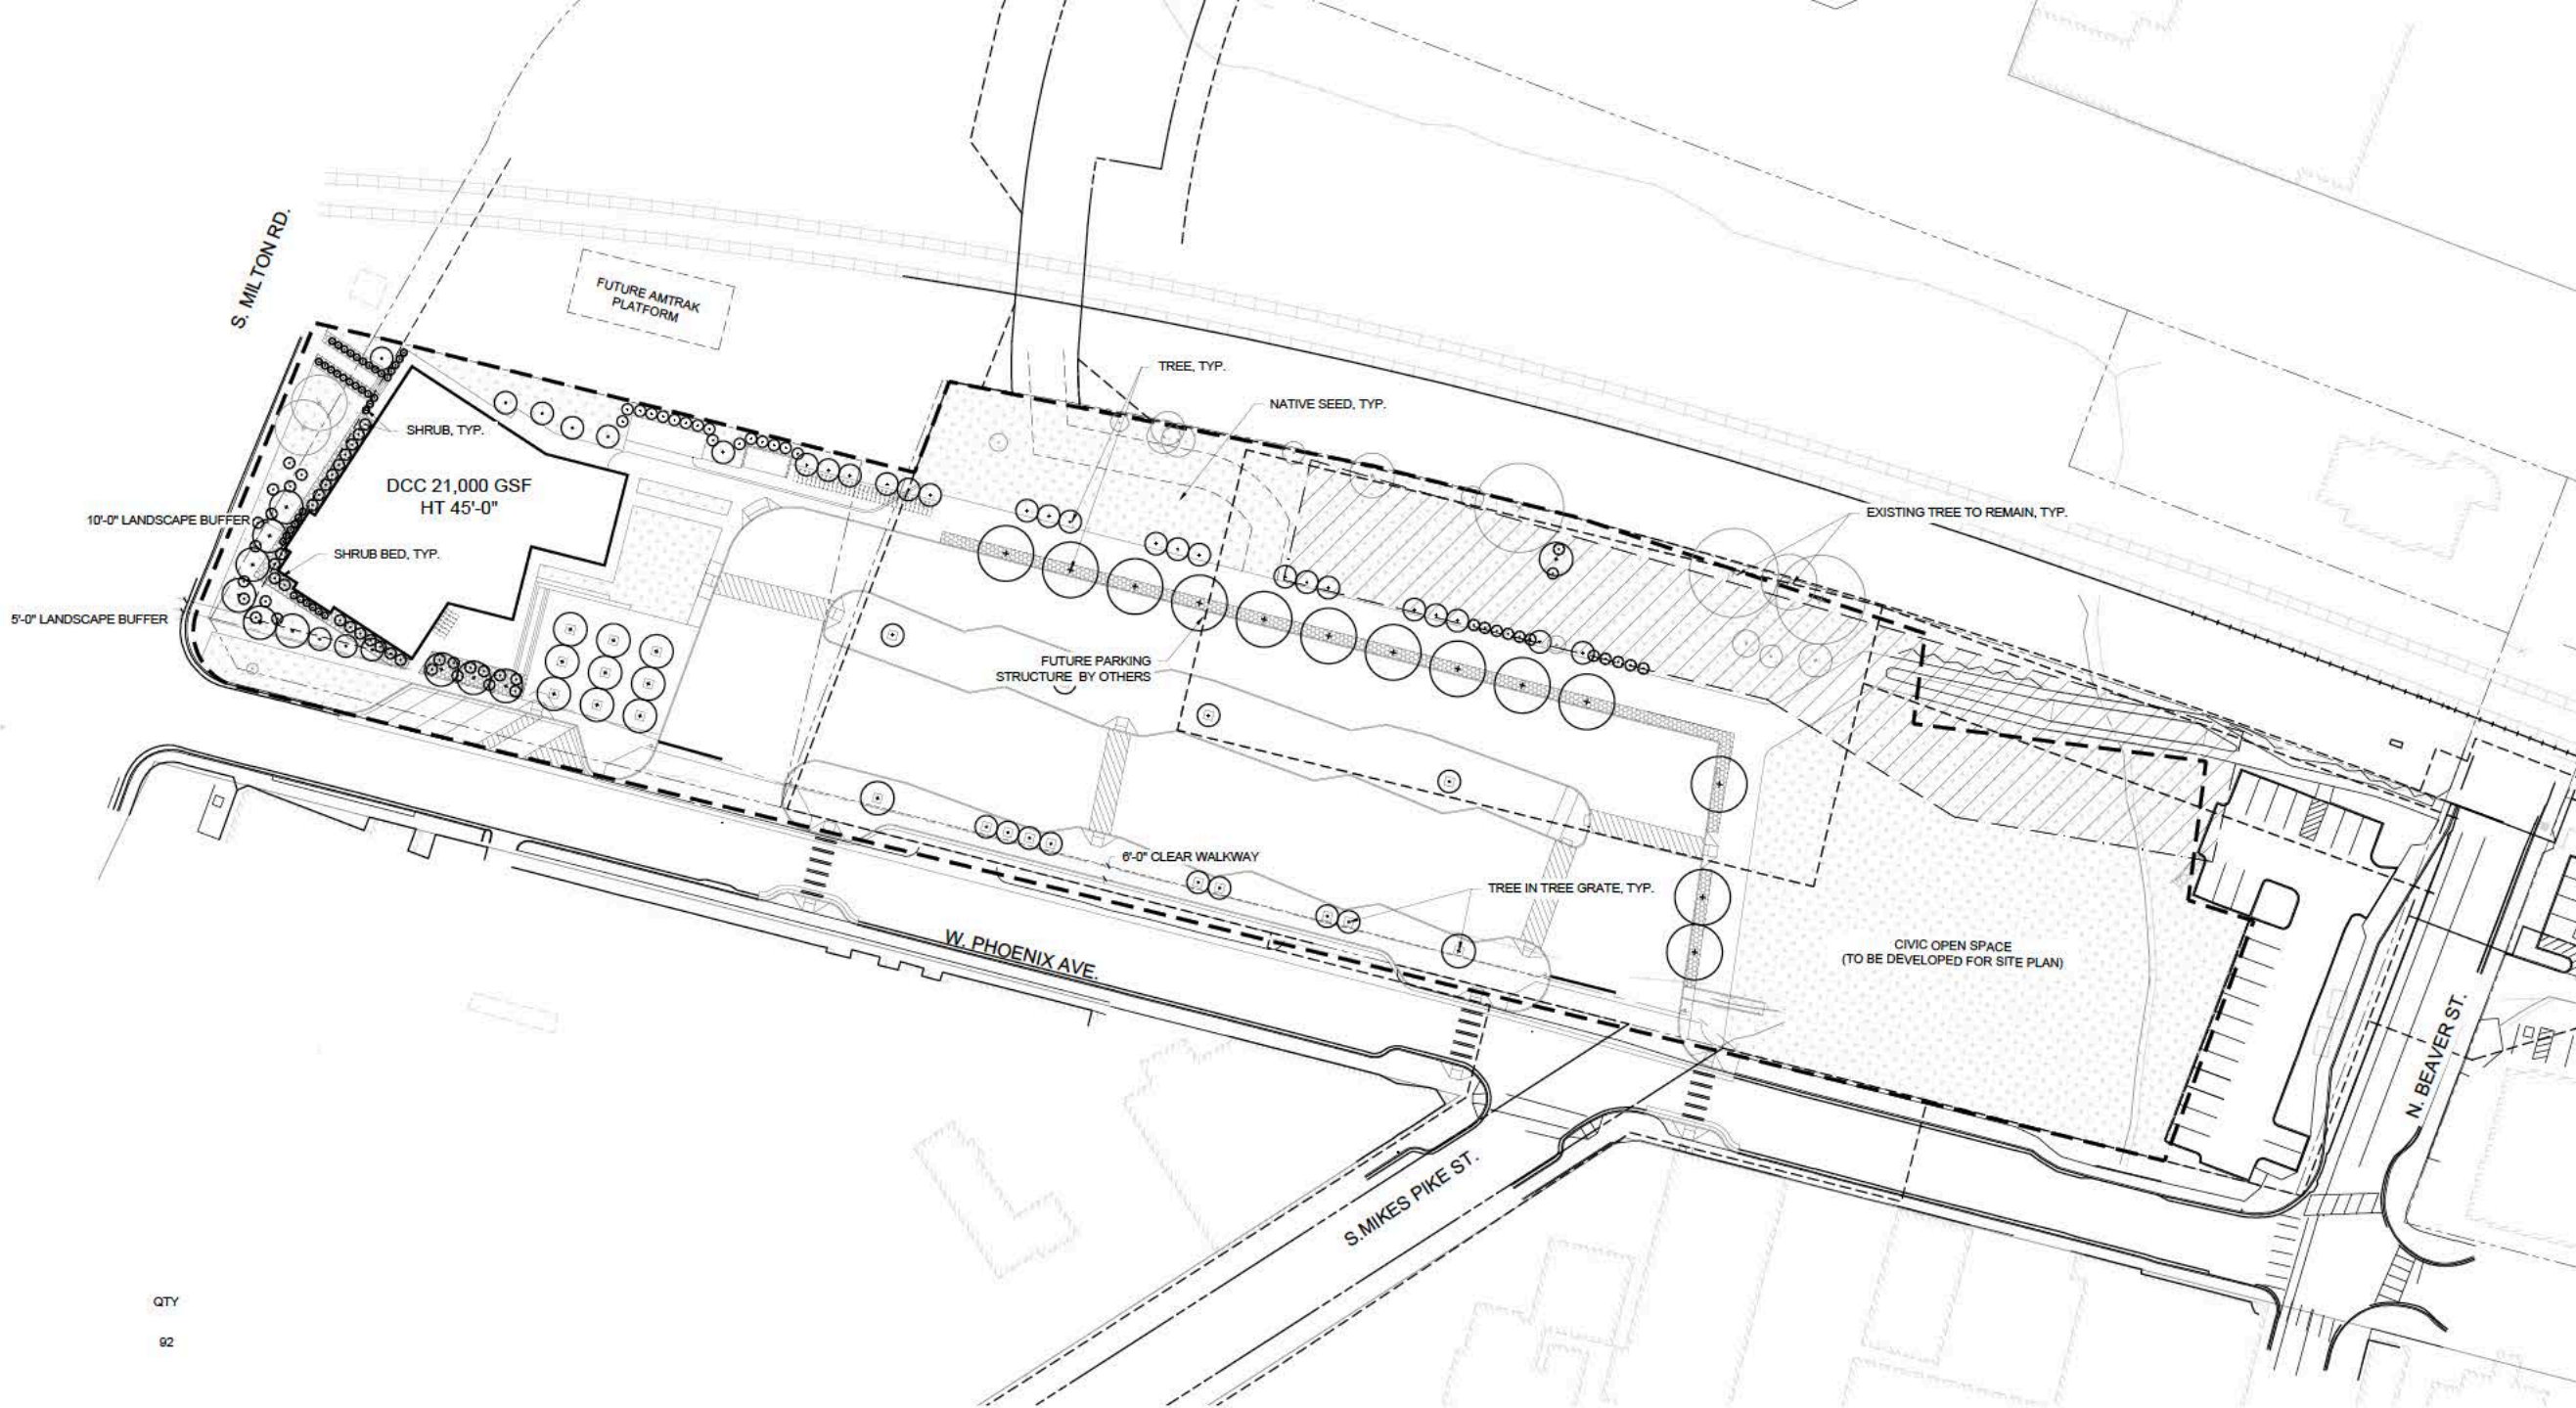 S. MILTON RD.
FUTURE AMTRAK
PLATFORM
TREE, TYP.
NATIVE SEED, TYP.
SHRUB, TYP.
DCC 21,000 GSF
HT 45'-0"
10'-0" LANDSCAPE BUFFER
EXISTING TREE TO REMAIN, TYP.
SHRUB BED, TYP.
5'-0" LANDSCAPE BUFFER
FUTURE PARKING
STRUCTURE BY OTHERS
6'-0" CLEAR WALKWAY
TREE IN TREE GRATE, TYP.
W. PHOENIX AVE.
CIVIC OPEN SPACE
(TO BE DEVELOPED FOR SITE PLAN)
N. BEAVER ST.
S.MIKES PIKE ST.
QTY
92